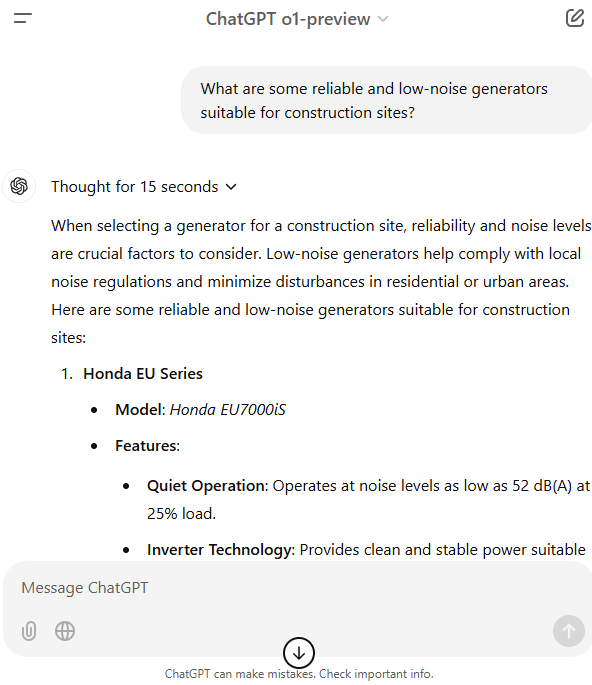 ChatGPT o1-preview
What are some reliable and low-noise generators
suitable for construction sites?
Thought for 15 seconds
When selecting a generator for a construction site, reliability and noise levels
are crucial factors to consider. Low-noise generators help comply with local
noise regulations and minimize disturbances in residential or urban areas.
Here are some reliable and low-noise generators suitable for construction
sites:
1. Honda EU Series
• Model: Honda EU7000iS
• Features:
• Quiet Operation: Operates at noise levels as low as 52 dB(A) at
25% load.
• Inverter Technology: Provides clean and stable power suitable
Message ChatGPT
ChatGPT can make mistakes. Check important info.